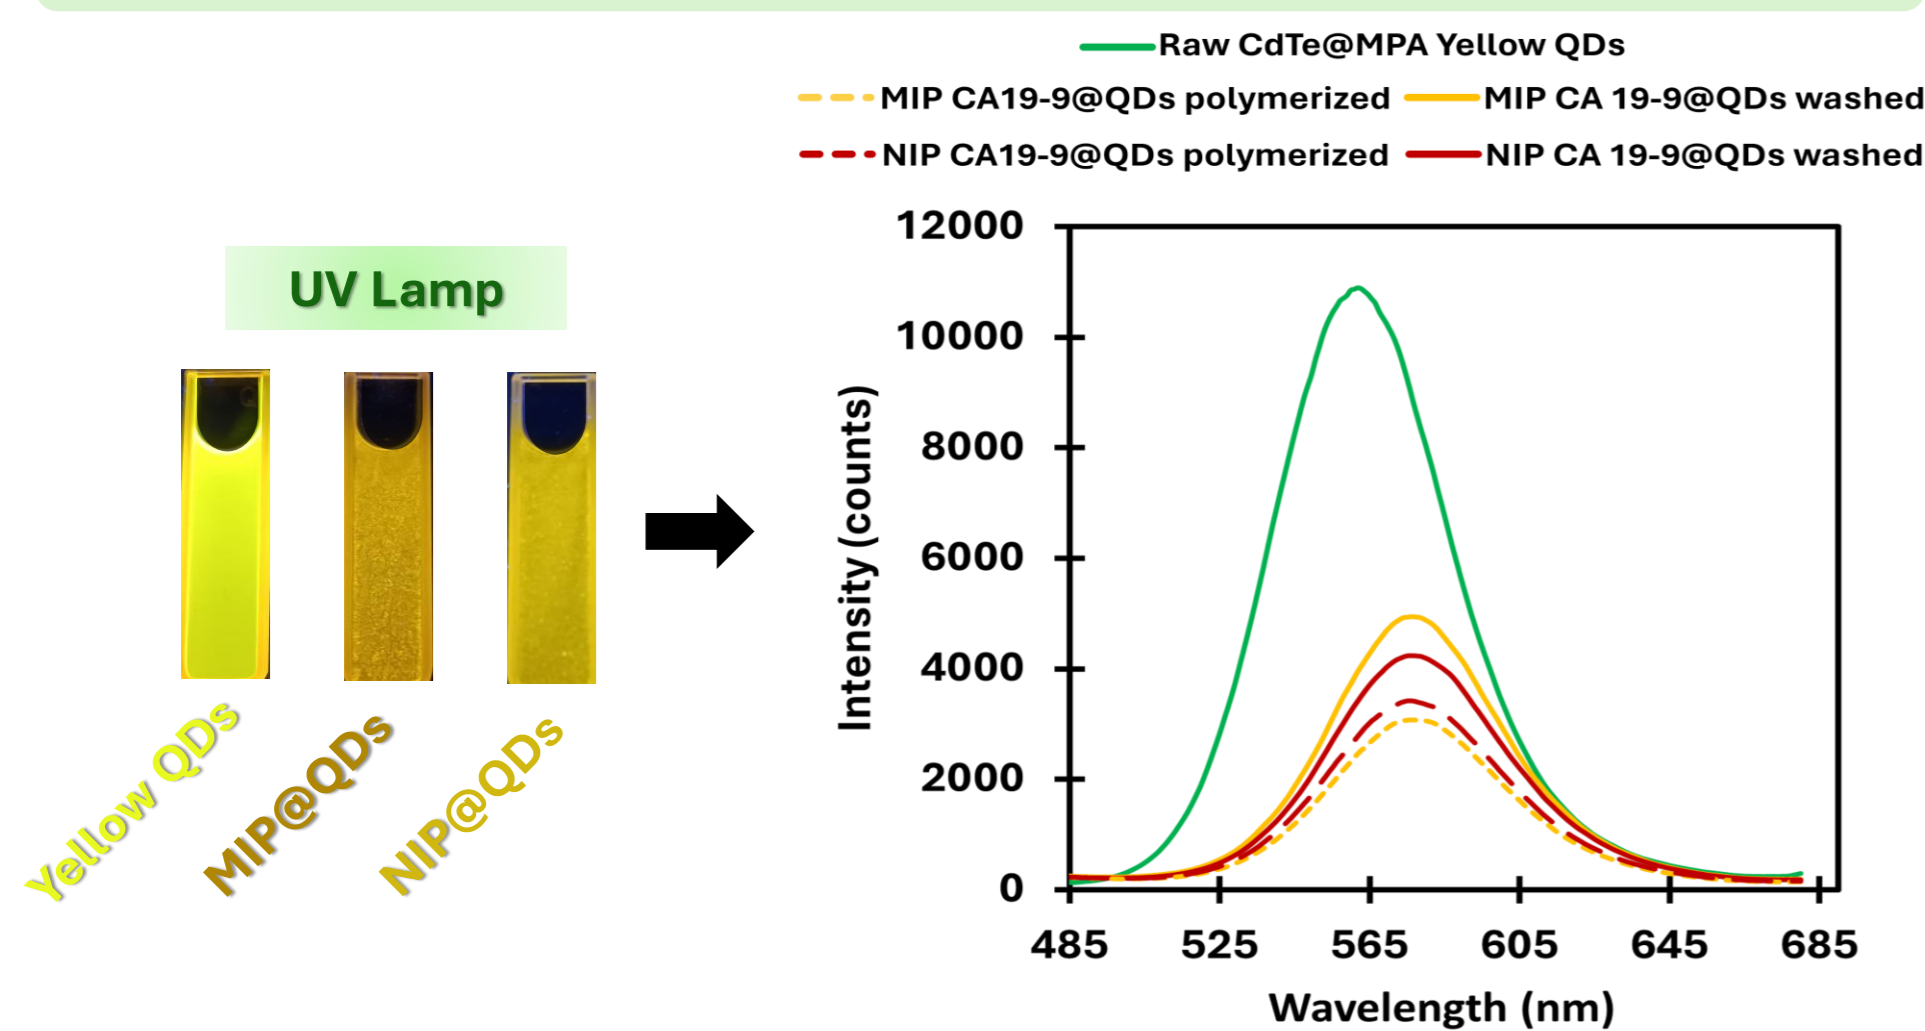 Raw CdTe@MPA Yellow QDs
MIP CA19-9@QDs polymerized
MIP CA 19-9@QDs washed
NIP CA19-9@QDs polymerized
NIP CA 19-9@QDs washed
UV Lamp
Yellow QDs
MIP@QDs
NIP@QDs
Intensity (counts)
12000
10000
8000
6000
4000
2000
0
485 525 565 605 645 685
Wavelength (nm)